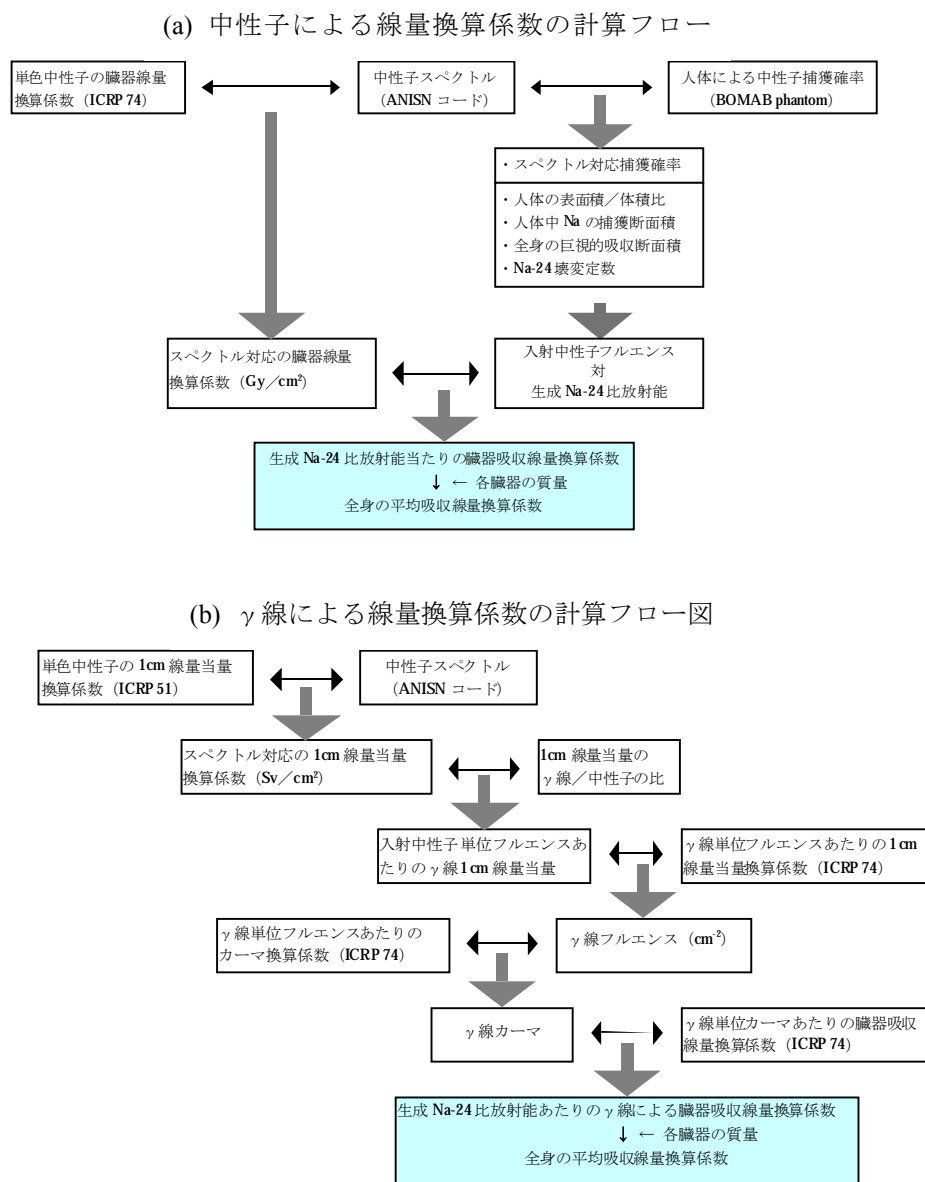 (a) 中性子による線量換算係数の計算フロー
単色中性子の臓器線量
換算係数（ICRP 74）
中性子スペクトル
（ANISN コード）
人体による中性子捕獲確率
（BOMAB phantom）
・スペクトル対応捕獲確率
・人体の表面積／体積比
・人体中 Na の捕獲断面積
・全身の巨視的吸収断面積
・Na-24 壊変定数
スペクトル対応の臓器線量
換算係数（Gy／cm²）
入射中性子フルエンス
対
生成 Na-24 比放射能
生成 Na-24 比放射能当たりの臓器吸収線量換算係数
↓ ← 各臓器の質量
全身の平均吸収線量換算係数
(b) γ線による線量換算係数の計算フロー図
単色中性子の 1cm 線量当量
換算係数（ICRP 51）
中性子スペクトル
（ANISN コード）
スペクトル対応の 1cm 線量当量
換算係数（Sv／cm²）
1cm 線量当量の
γ線／中性子の比
入射中性子単位フルエンスあ
たりのγ線 1cm 線量当量
γ線単位フルエンスあたりの 1cm
線量当量換算係数（ICRP 74）
γ線単位フルエンスあたりの
カーマ換算係数（ICRP 74）
γ線フルエンス（cm⁻²）
γ線カーマ
γ線単位カーマあたりの臓器吸収
線量換算係数（ICRP 74）
生成 Na-24 比放射能あたりのγ線による臓器吸収線量換算係数
↓ ← 各臓器の質量
全身の平均吸収線量換算係数